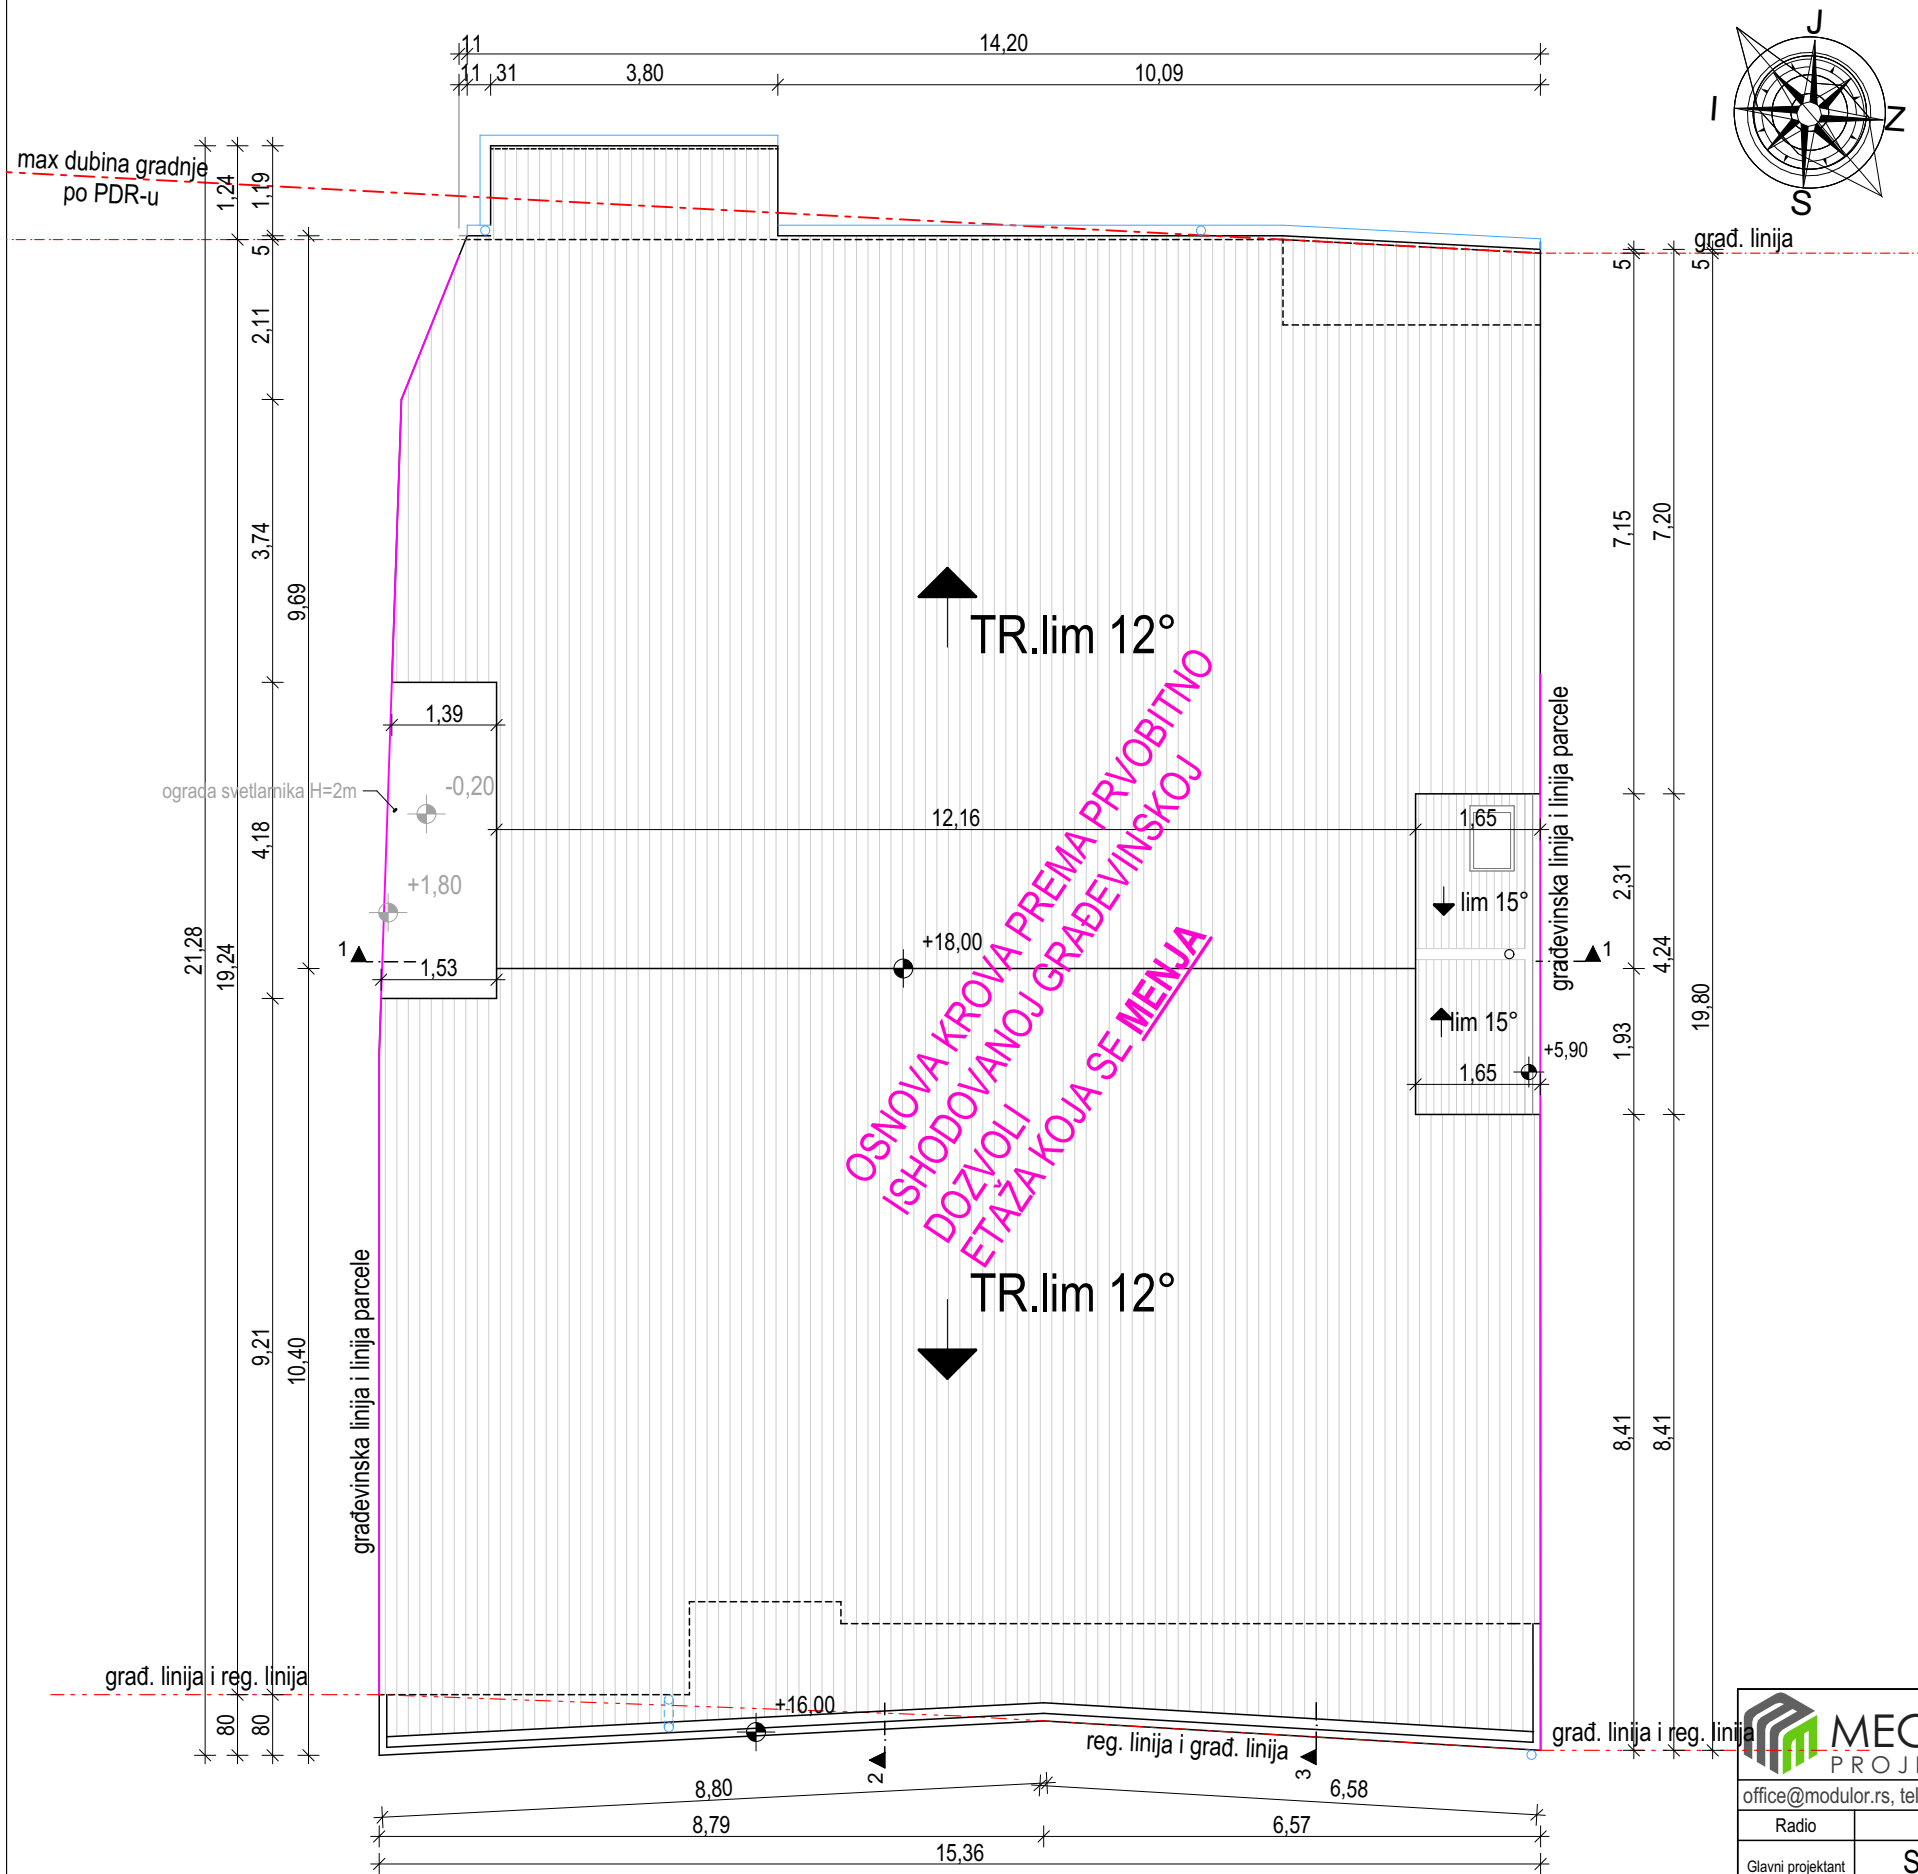 11
14,20
11
31
3,80
10,09
J
I
Z
S
max dubina gradnje
po PDR-u
1,24
1,19
5
2,11
3,74
9,69
4,18
21,28
19,24
9,21
10,40
80
80
građ. linija
5
5
7,15
7,20
2,31
4,24
1,93
19,80
8,41
8,41
TR.lim 12°
1,39
-0,20
ograda svetlarnika H=2m
+1,80
1
1,53
12,16
+18,00
1,65
lim 15°
1
lim 15°
+5,90
1,65
građevinska linija i linija parcele
OSNOVA KROVA PREMA PRVOBITNO
ISHODOVANOJ GRAĐEVINSKOJ
DOZVOLI
ETAŽA KOJA SE MENJA
TR.lim 12°
građevinska linija i linija parcele
građ. linija i reg. linija
+16,00
reg. linija i građ. linija
građ. linija i reg. linija
2
3
8,80
6,58
8,79
6,57
15,36
PROJE
office@modulor.rs, tel
Radio
Glavni projektant
S